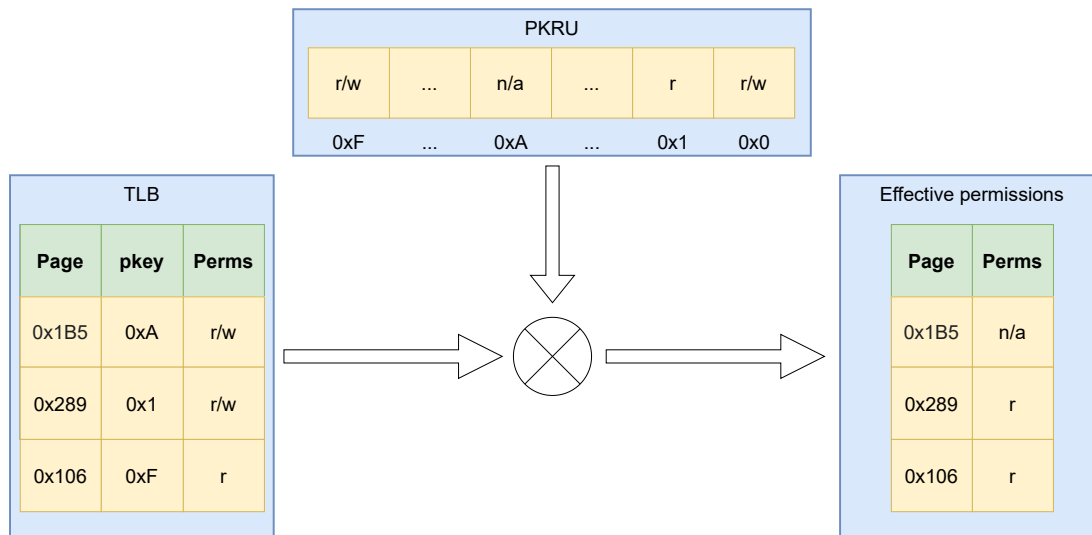 PKRU
r/w ... n/a ... r r/w
0xF ... 0xA ... 0x1 0x0
TLB
Page pkey Perms
0x1B5 0xA r/w
0x289 0x1 r/w
0x106 0xF r
Effective permissions
Page Perms
0x1B5 n/a
0x289 r
0x106 r